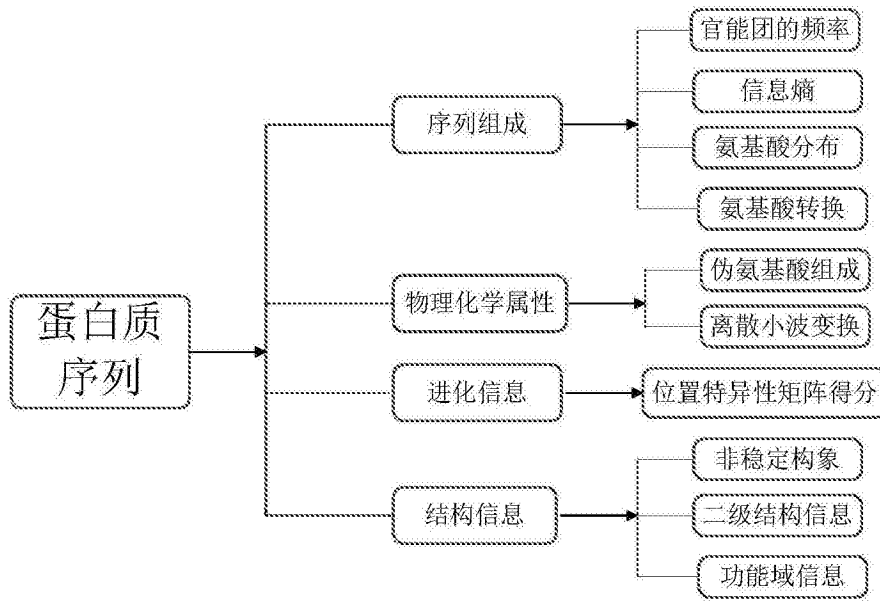 蛋白质
序列
序列组成
官能团的频率
信息熵
氨基酸分布
氨基酸转换
物理化学属性
伪氨基酸组成
离散小波变换
进化信息
位置特异性矩阵得分
结构信息
非稳定构象
二级结构信息
功能域信息